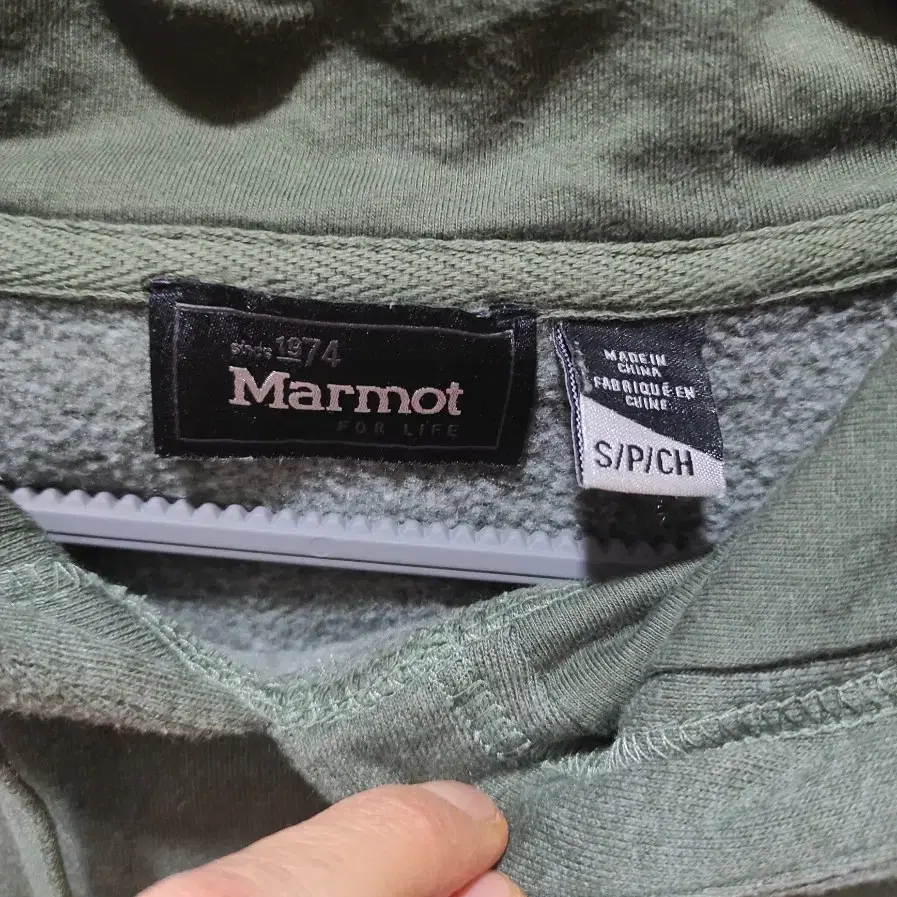 since 1974
Marmot
FOR LIFE
MADE IN
CHINA
FABRIQUÉ EN
CHINE
S/P/CH